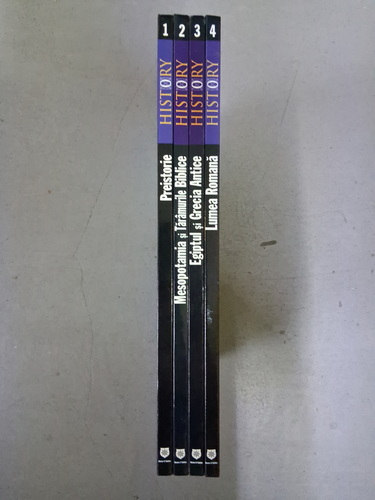 1
HISTORY
Preistorie
2
HISTORY
Mesopotamia și Tărâmurile Biblice
3
HISTORY
Egiptul și Grecia Antice
4
HISTORY
Lumea Romană